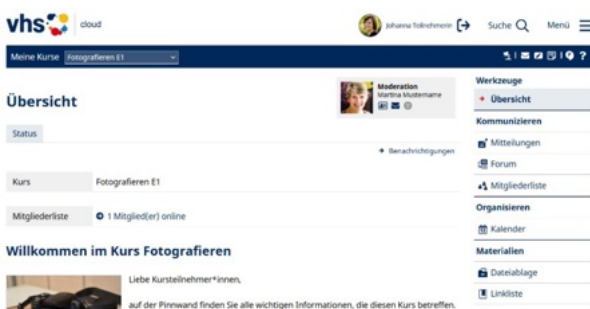 vhs cloud
Johanna Teilnehmerin Suche Menü
Meine Kurse Fotografieren E1
Übersicht
Moderation
Martina Mustername
Status
Benachrichtigungen
Kurs Fotografieren E1
Mitgliederliste 1 Mitglied(er) online
Willkommen im Kurs Fotografieren
Liebe Kursteilnehmer*innen,
auf der Pinnwand finden Sie alle wichtigen Informationen, die diesen Kurs betreffen.
Werkzeuge
Übersicht
Kommunizieren
Mitteilungen
Forum
Mitgliederliste
Organisieren
Kalender
Materialien
Dateiablage
Linkliste